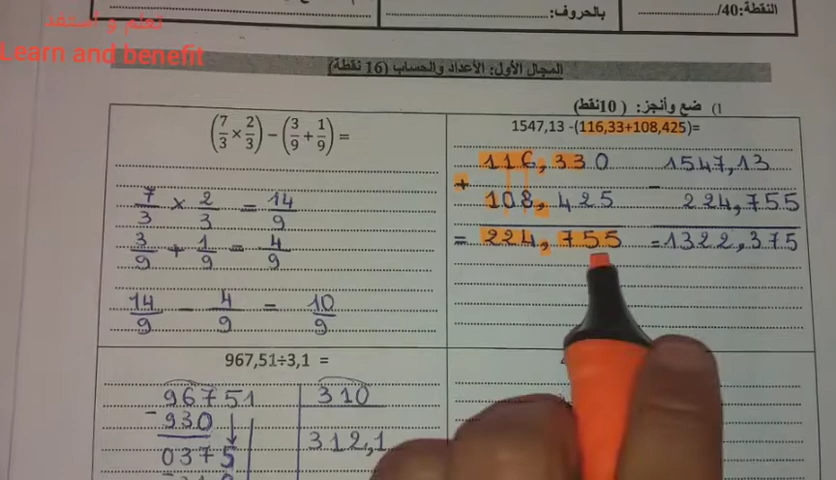 النقطة:40/
بالحروف:
تعلم و استفد
Learn and benefit
المجال الأول: الأعداد والحساب (16 نقطة)
1) ضع وأنجز: (10نقط)
1547,13 -(116,33+108,425)=
116,330
+
108,425
= 224,755
1547,13
-
224,755
=1322,375
(7/3×2/3) − (3/9+1/9) =
7/3 × 2/3 = 14/9
3/9 + 1/9 = 4/9
14/9 - 4/9 = 10/9
967,51÷3,1 =
96751 310
- 930
312,1
0375